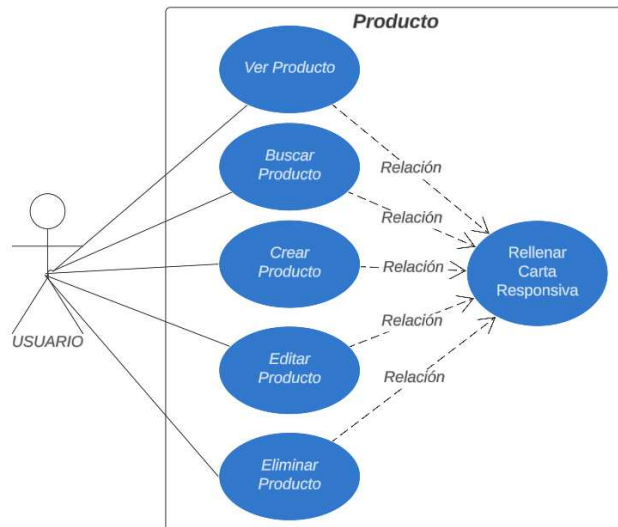 Producto
Ver Producto
Buscar
Producto
Crear
Producto
Editar
Producto
Eliminar
Producto
USUARIO
Relación
Relación
Relación
Relación
Relación
Rellenar
Carta
Responsiva